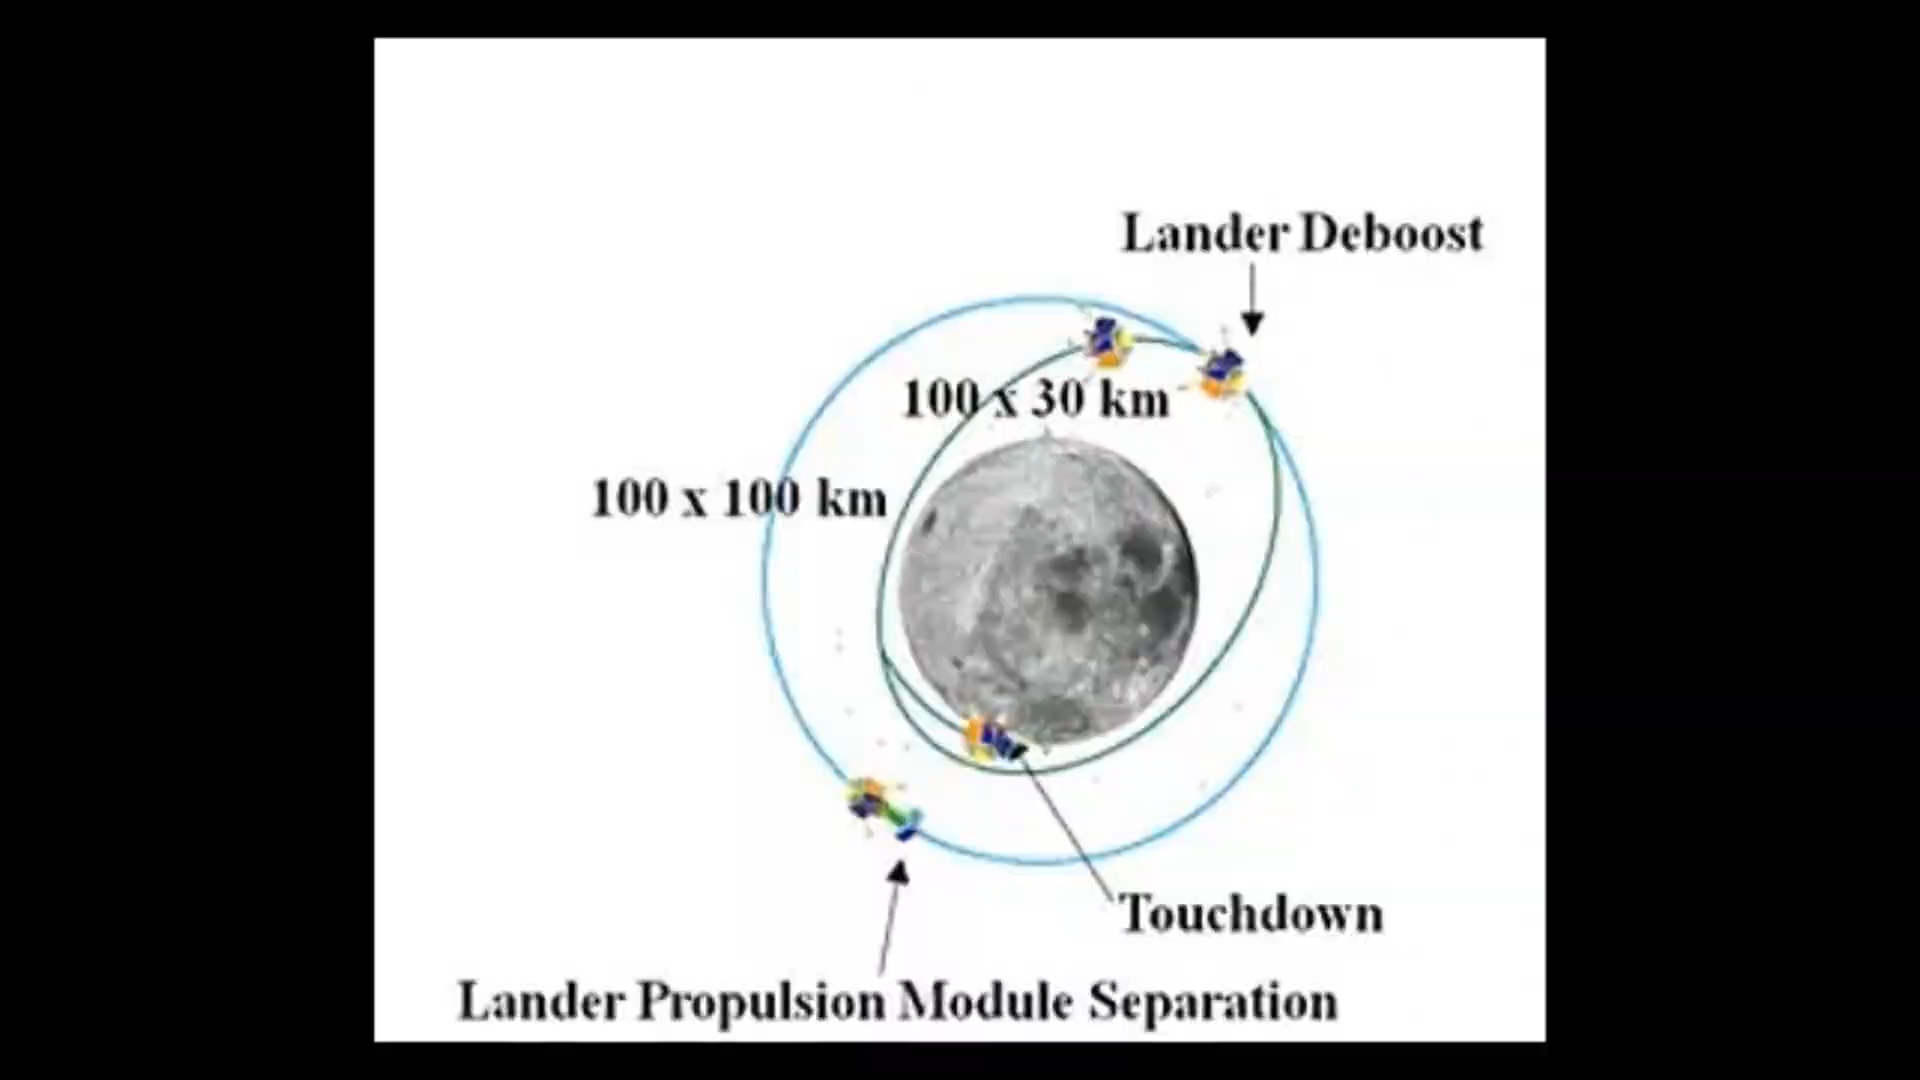 Lander Deboost
100 x 30 km
100 x 100 km
Touchdown
Lander Propulsion Module Separation